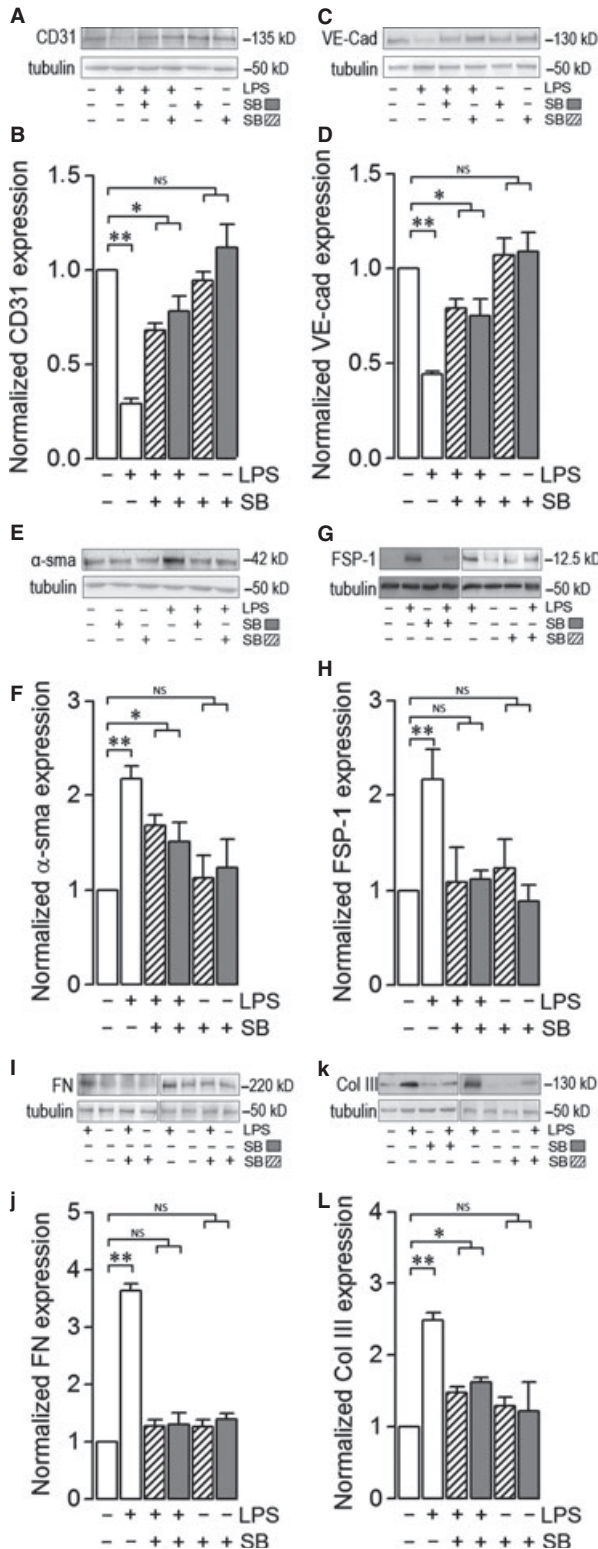 A
CD31 –135 kD
tubulin –50 kD
– + + + – – LPS
– – + – + – SB
– – – + – + SB
B
Normalized CD31 expression
1.5
1.0
0.5
0.0
NS
*
**
– + + + – – LPS
– – + + + + SB
C
VE-Cad –130 kD
tubulin –50 kD
– + + + – – LPS
– – + – + – SB
– – – + – + SB
D
Normalized VE-cad expression
1.5
1.0
0.5
0.0
NS
*
**
– + + + – – LPS
– – + + + + SB
E
α-sma –42 kD
tubulin –50 kD
– – – + + + LPS
– + – – + – SB
– – + – – + SB
F
Normalized α-sma expression
3
2
1
0
NS
*
**
– + + + – – LPS
– – + + + + SB
G
FSP-1 –12.5 kD
tubulin –50 kD
– + – + + – – + LPS
– – + + – – – – SB
– – – – – – + + SB
H
Normalized FSP-1 expression
3
2
1
0
NS
NS
**
– + + + – – LPS
– – + + + + SB
I
FN –220 kD
tubulin –50 kD
+ – + – + – + – LPS
– – – – – – – – SB
– – + + – – + + SB
j
Normalized FN expression
5
4
3
2
1
0
NS
NS
**
– + + + – – LPS
– – + + + + SB
k
Col III –130 kD
tubulin –50 kD
– + – + + – – + LPS
– – + + – – – – SB
– – – – – – + + SB
L
Normalized Col III expression
4
3
2
1
0
NS
*
**
– + + + – – LPS
– – + + + + SB